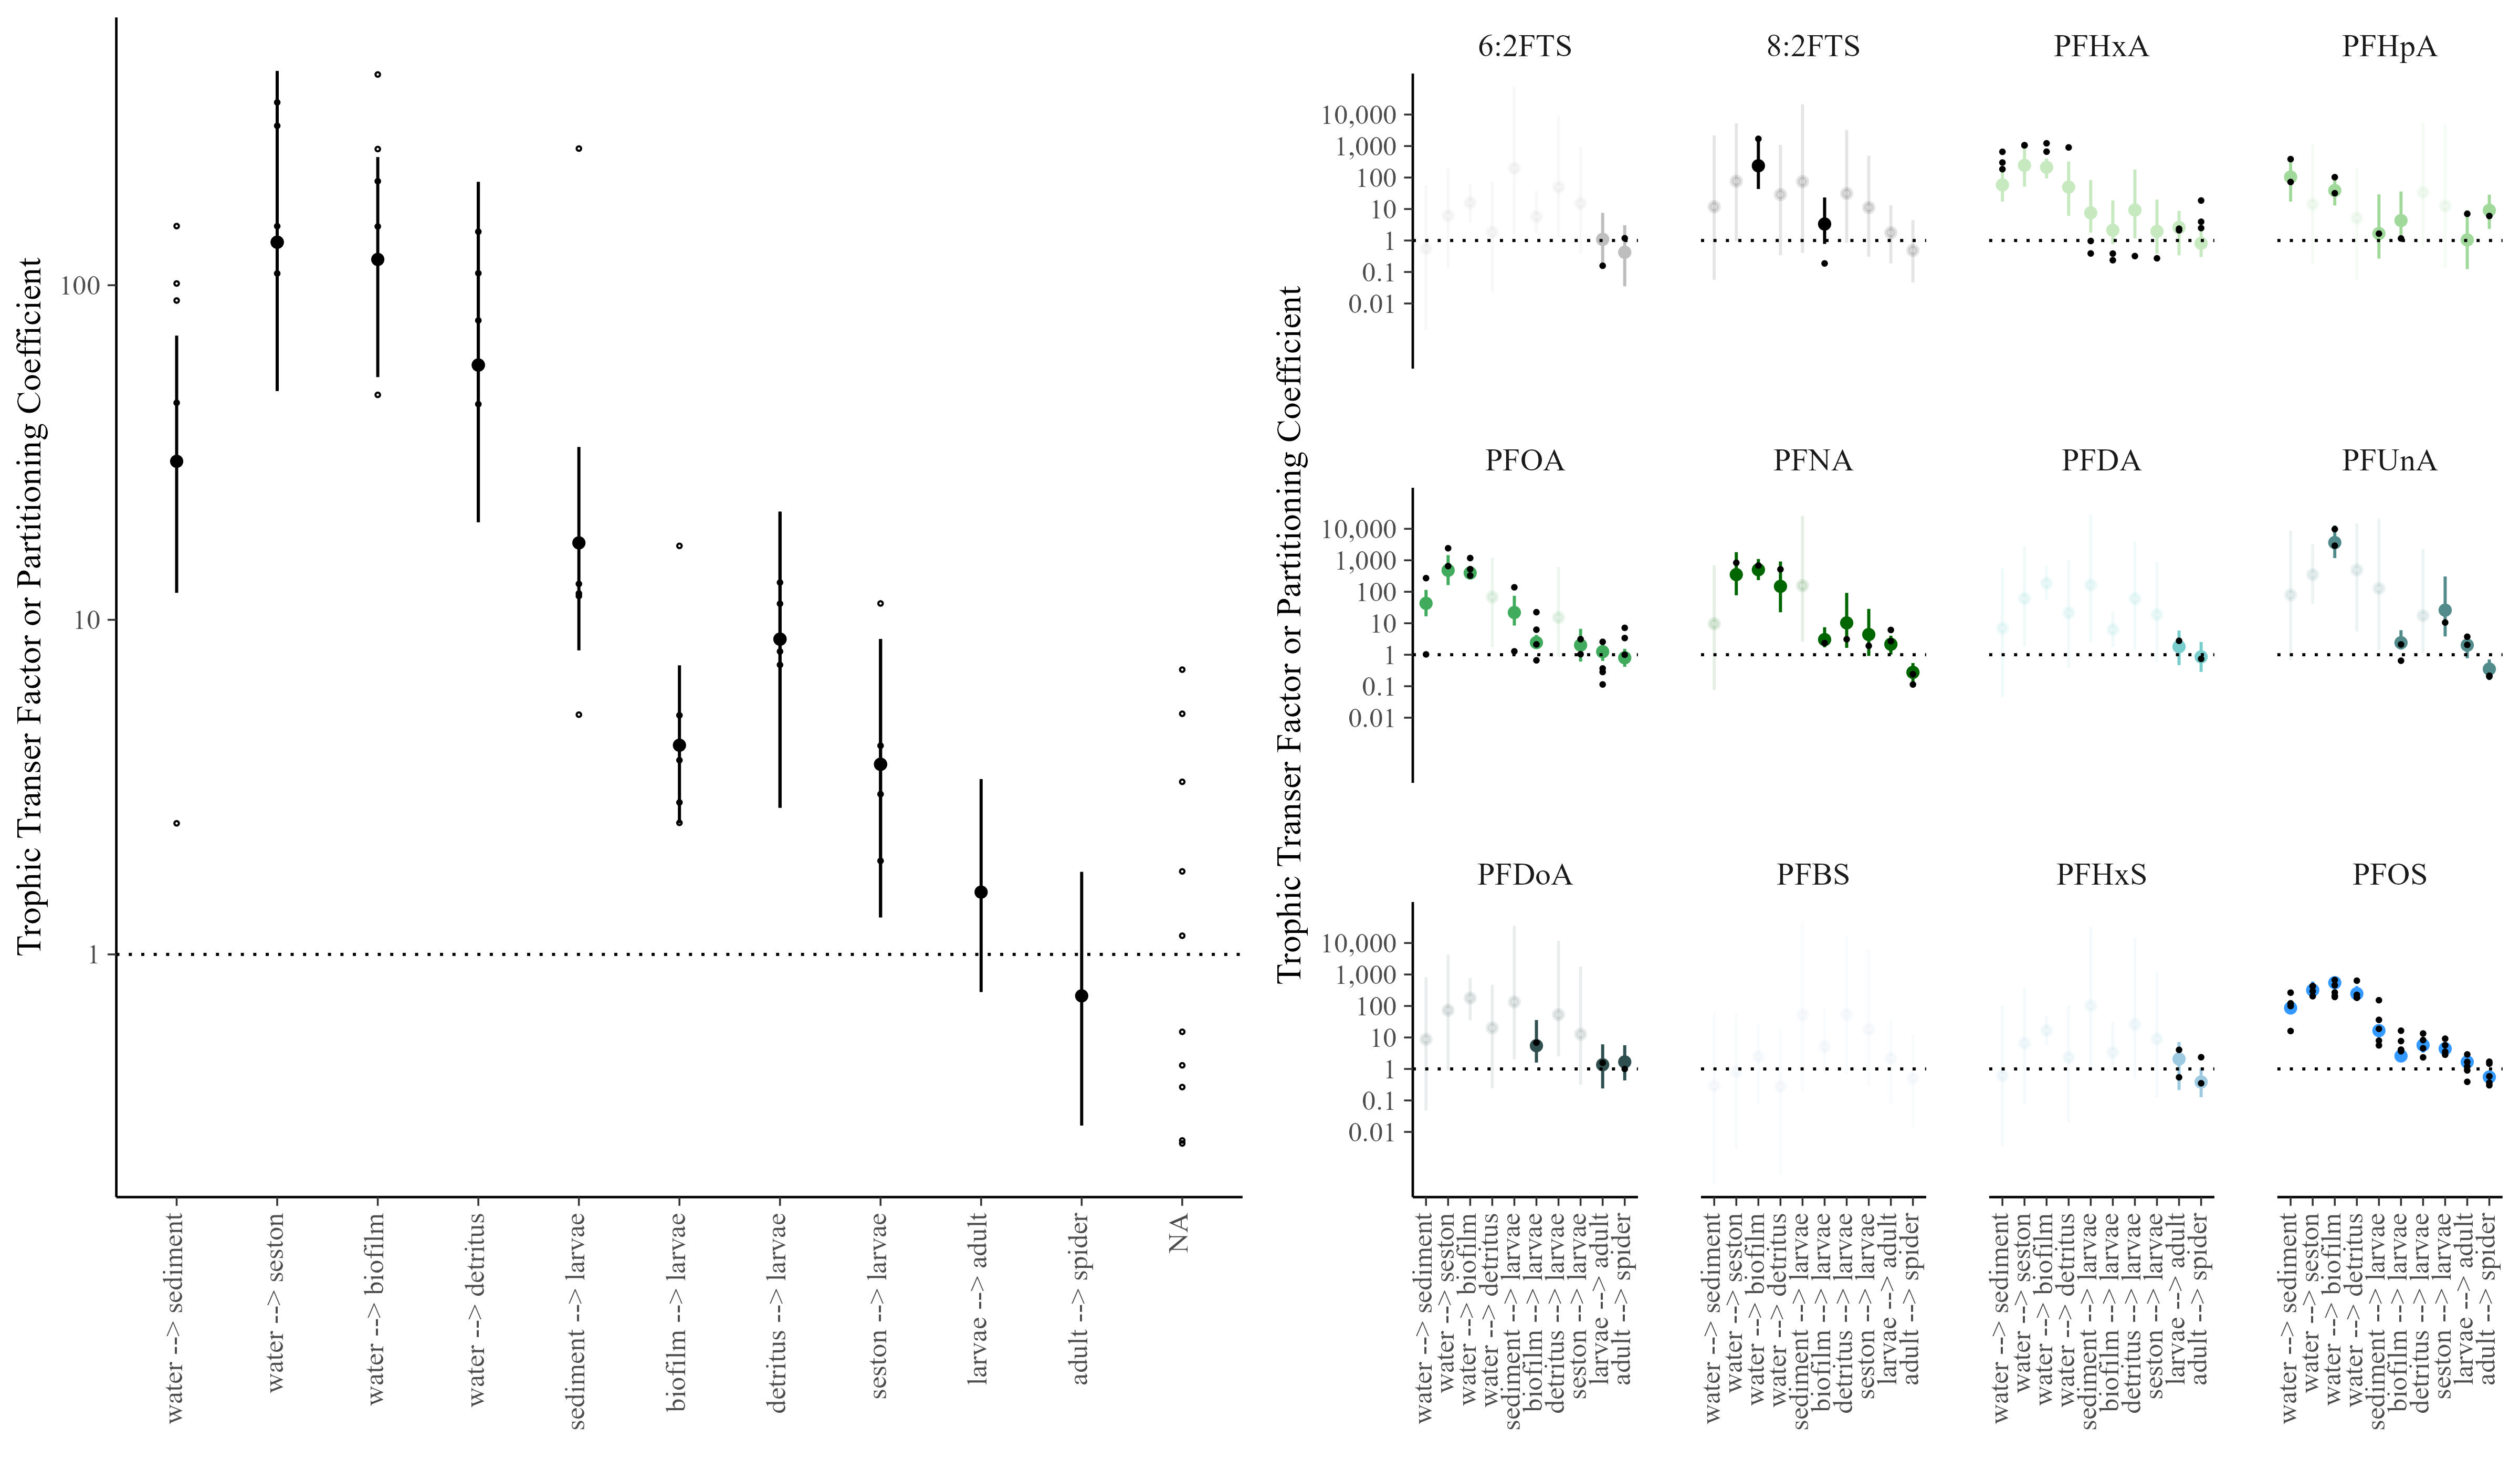 Trophic Transer Factor or Partitioning Coefficient
100
10
1
water --> sediment
water --> seston
water --> biofilm
water --> detritus
sediment --> larvae
biofilm --> larvae
detritus --> larvae
seston --> larvae
larvae --> adult
adult --> spider
NA
Trophic Transer Factor or Partitioning Coefficient
6:2FTS
8:2FTS
PFHxA
PFHpA
10,000
1,000
100
10
1
0.1
0.01
PFOA
PFNA
PFDA
PFUnA
10,000
1,000
100
10
1
0.1
0.01
PFDoA
PFBS
PFHxS
PFOS
10,000
1,000
100
10
1
0.1
0.01
water --> sediment
water --> seston
water --> biofilm
water --> detritus
sediment --> larvae
biofilm --> larvae
detritus --> larvae
seston --> larvae
larvae --> adult
adult --> spider
water --> sediment
water --> seston
water --> biofilm
water --> detritus
sediment --> larvae
biofilm --> larvae
detritus --> larvae
seston --> larvae
larvae --> adult
adult --> spider
water --> sediment
water --> seston
water --> biofilm
water --> detritus
sediment --> larvae
biofilm --> larvae
detritus --> larvae
seston --> larvae
larvae --> adult
adult --> spider
water --> sediment
water --> seston
water --> biofilm
water --> detritus
sediment --> larvae
biofilm --> larvae
detritus --> larvae
seston --> larvae
larvae --> adult
adult --> spider